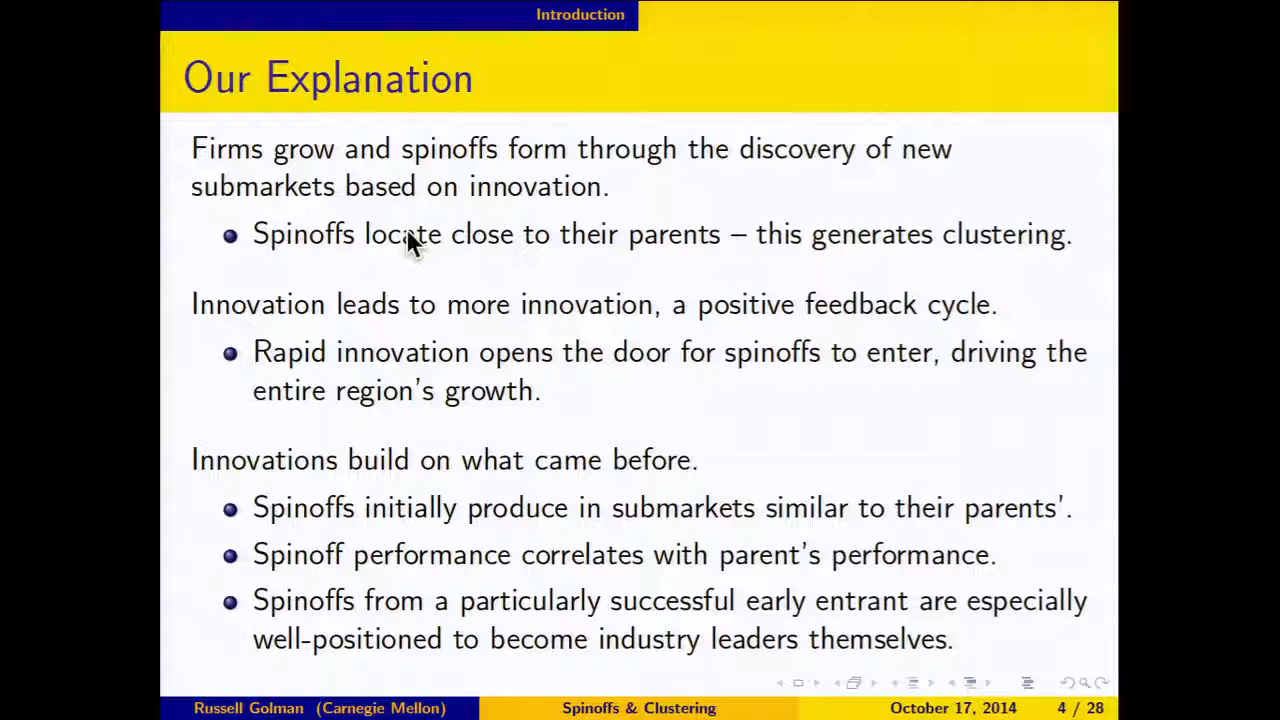 Introduction
Our Explanation
Firms grow and spinoffs form through the discovery of new
submarkets based on innovation.
Spinoffs locate close to their parents – this generates clustering.
Innovation leads to more innovation, a positive feedback cycle.
Rapid innovation opens the door for spinoffs to enter, driving the
entire region's growth.
Innovations build on what came before.
Spinoffs initially produce in submarkets similar to their parents'.
Spinoff performance correlates with parent's performance.
Spinoffs from a particularly successful early entrant are especially
well-positioned to become industry leaders themselves.
Russell Golman (Carnegie Mellon) Spinoffs & Clustering October 17, 2014 4 / 28